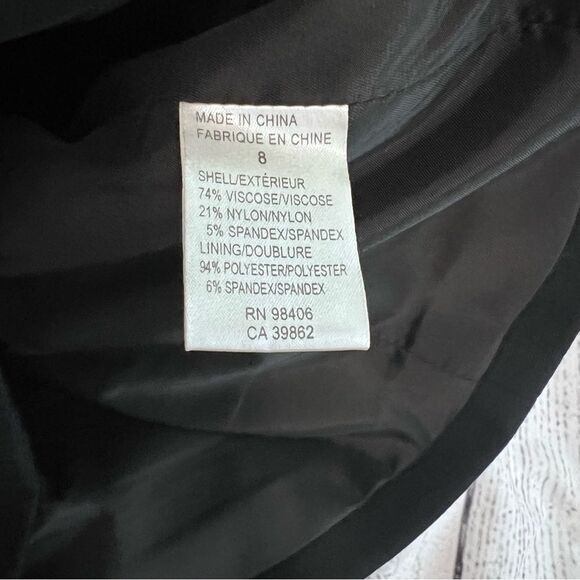 MADE IN CHINA
FABRIQUE EN CHINE
8
SHELL/EXTÉRIEUR
74% VISCOSE/VISCOSE
21% NYLON/NYLON
5% SPANDEX/SPANDEX
LINING/DOUBLURE
94% POLYESTER/POLYESTER
6% SPANDEX/SPANDEX
RN 98406
CA 39862